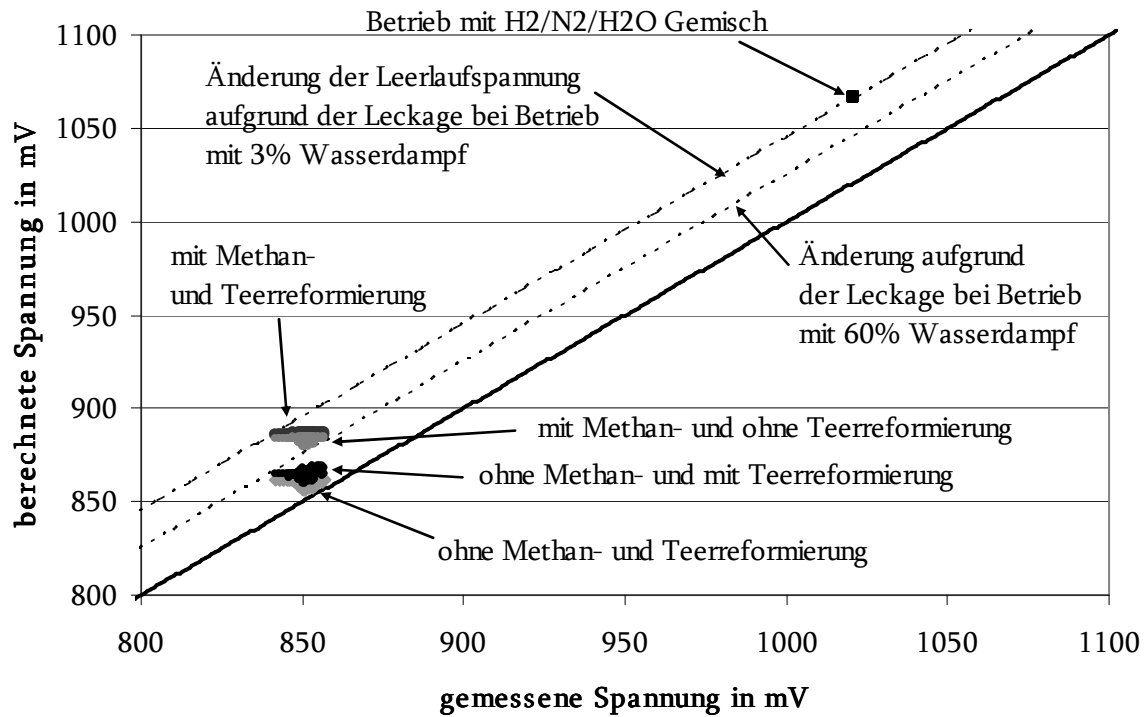 Betrieb mit H2/N2/H2O Gemisch
1100
1050
1000
950
900
850
800
berechnete Spannung in mV
Änderung der Leerlaufspannung
aufgrund der Leckage bei Betrieb
mit 3% Wasserdampf
mit Methan-
und Teerreformierung
Änderung aufgrund
der Leckage bei Betrieb
mit 60% Wasserdampf
mit Methan- und ohne Teerreformierung
ohne Methan- und mit Teerreformierung
ohne Methan- und Teerreformierung
800 850 900 950 1000 1050 1100
gemessene Spannung in mV